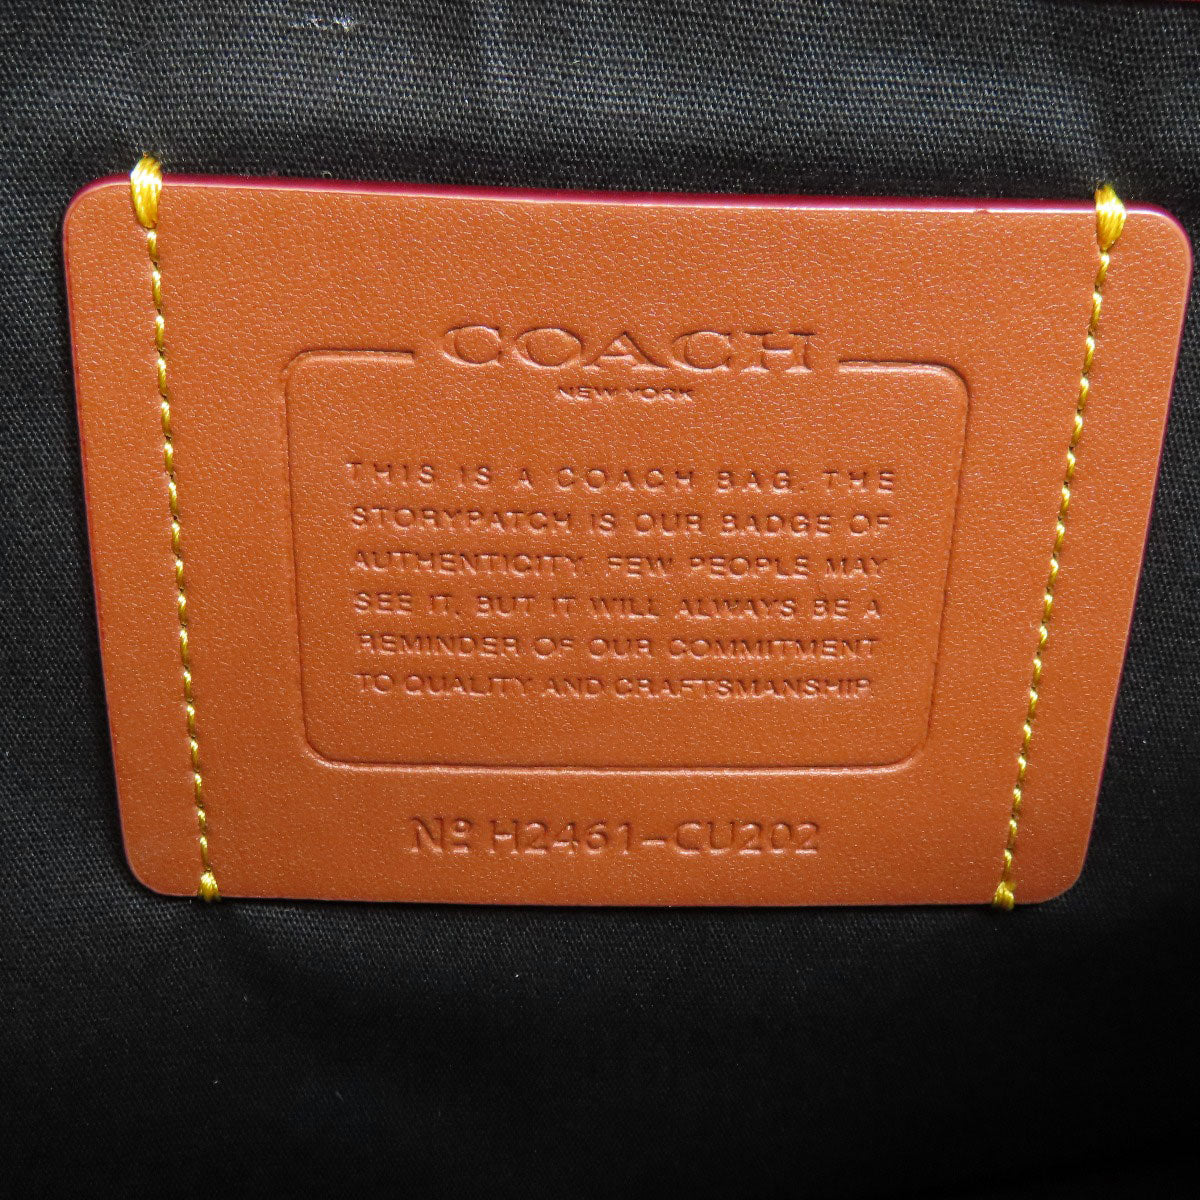 COACH
NEW YORK
THIS IS A COACH BAG. THE
STORYPATCH IS OUR BADGE OF
AUTHENTICITY. FEW PEOPLE MAY
SEE IT, BUT IT WILL ALWAYS BE A
REMINDER OF OUR COMMITMENT
TO QUALITY AND CRAFTSMANSHIP.
Nº H2461-CU202